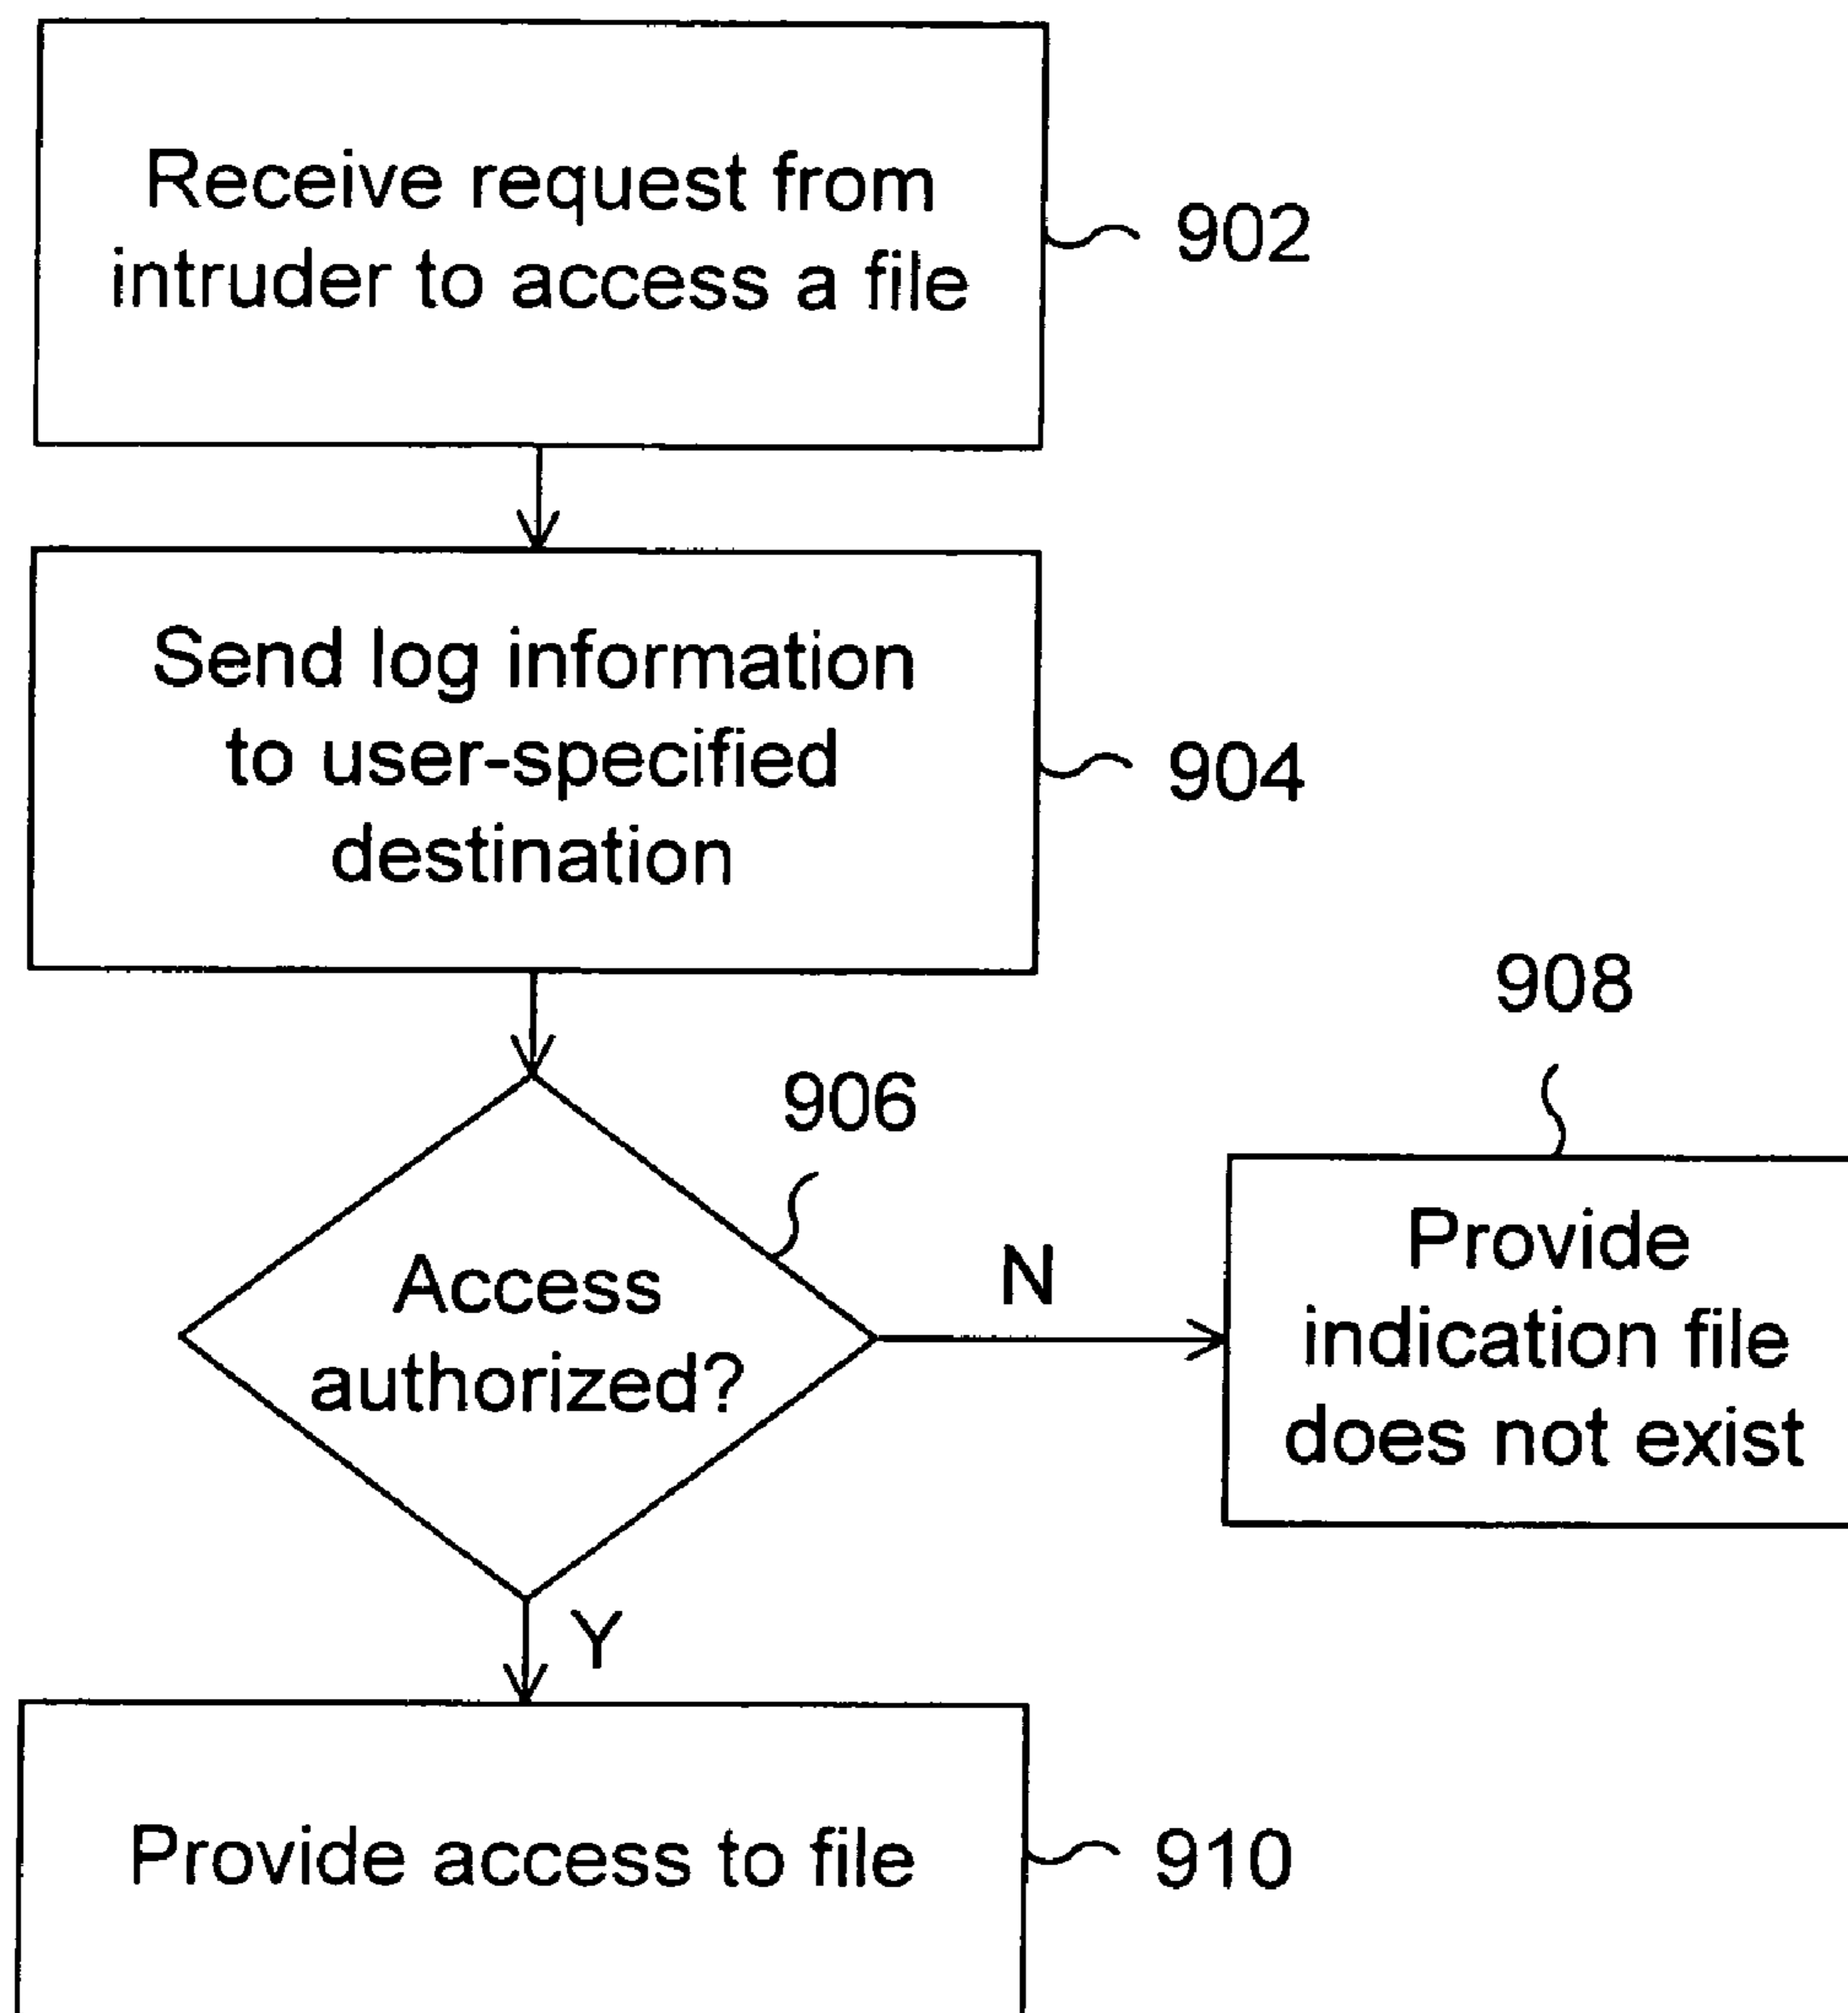 Receive request from
intruder to access a file
902
Send log information
to user-specified
destination
904
906
Access
authorized?
N
908
Provide
indication file
does not exist
Y
Provide access to file
910